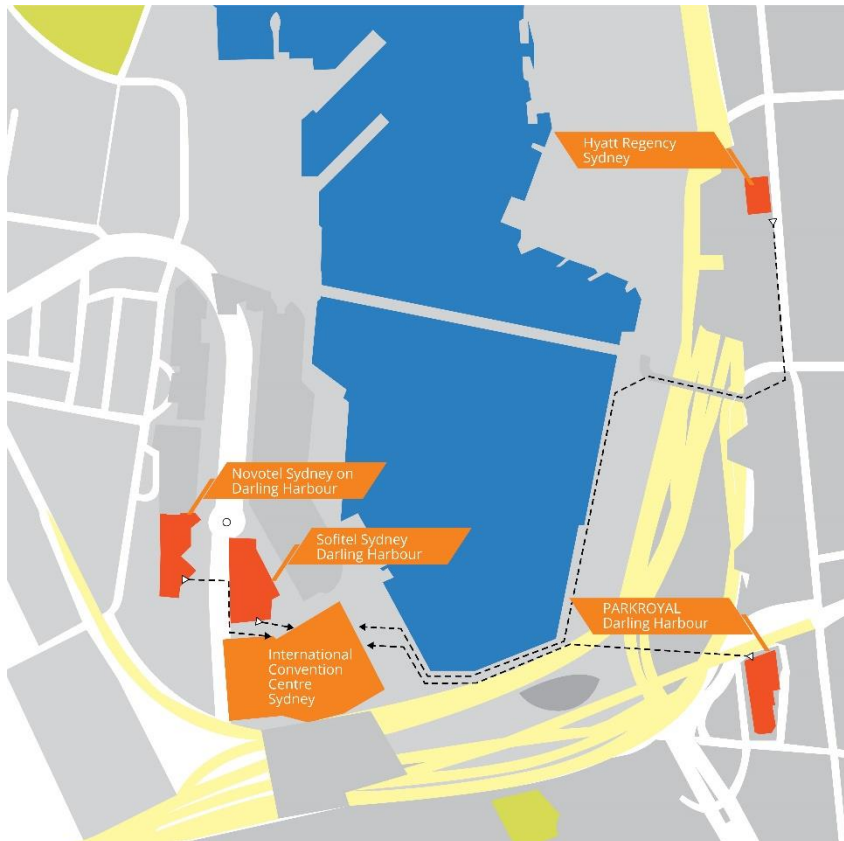 Hyatt Regency
Sydney
Novotel Sydney on
Darling Harbour
Sofitel Sydney
Darling Harbour
PARKROYAL
Darling Harbour
International
Convention
Centre
Sydney